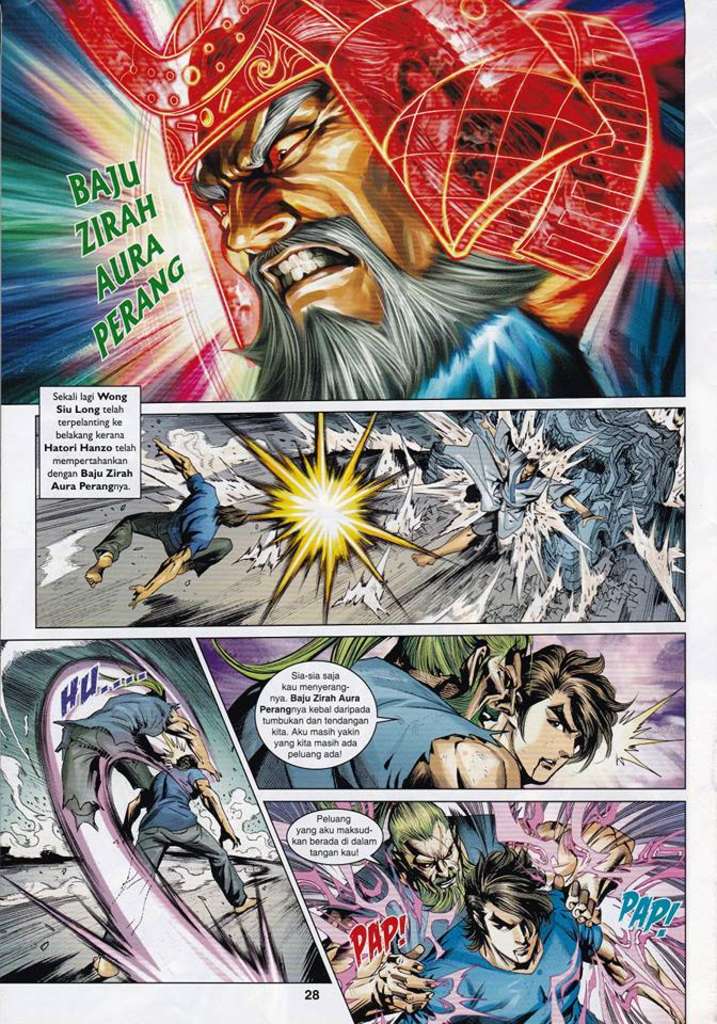 BAJU
ZIRAH
AURA
PERANG
Sekali lagi Wong
Siu Long telah
terpelanting ke
belakang kerana
Hatori Hanzo telah
mempertahankan
dengan Baju Zirah
Aura Perangnya.
HU......
Sia-sia saja
kau menyerang-
nya. Baju Zirah Aura
Perangnya kebal daripada
tumbukan dan tendangan
kita. Aku masih yakin
yang kita masih ada
peluang ada!
Peluang
yang aku maksud-
kan berada di dalam
tangan kau!
PAP!
PAP!
28